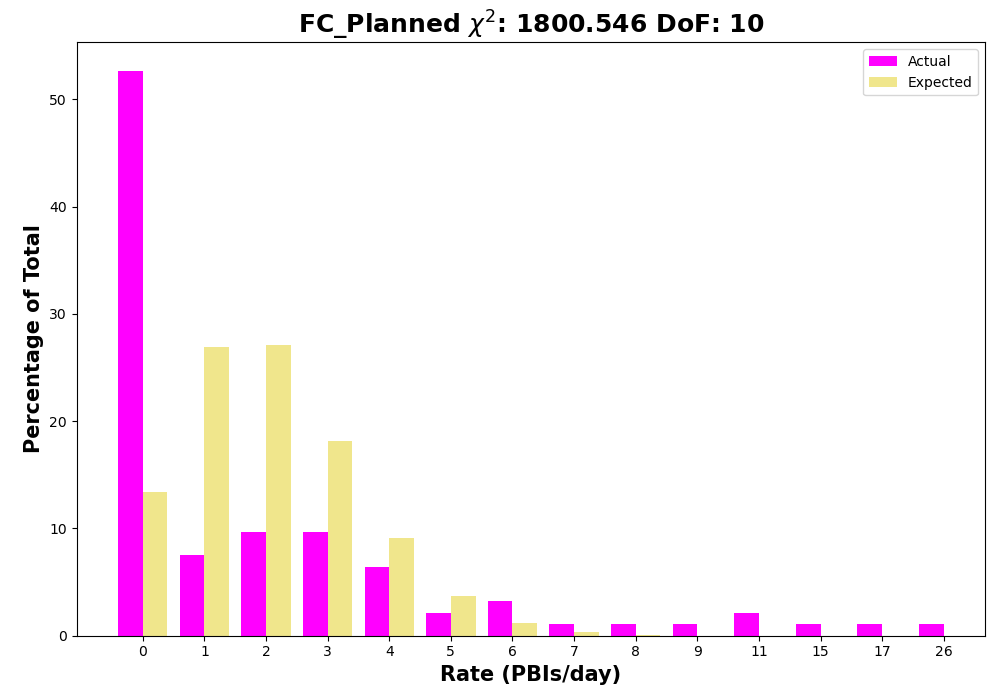 FC_Planned χ²: 1800.546 DoF: 10
Actual
Expected
Percentage of Total
50
40
30
20
10
0
0 1 2 3 4 5 6 7 8 9 11 15 17 26
Rate (PBIs/day)